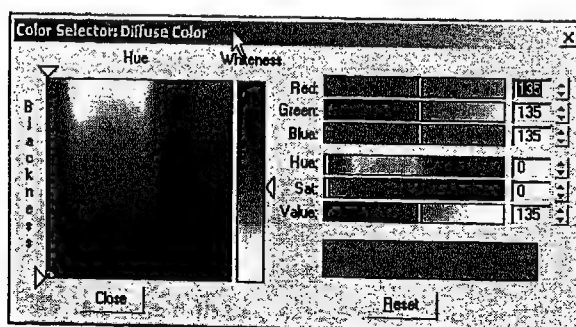 Color Selector: Diffuse Color
Hue Whiteness
Blackness
Red: 135
Green: 135
Blue: 135
Hue: 0
Sat: 0
Value: 135
Close
Reset